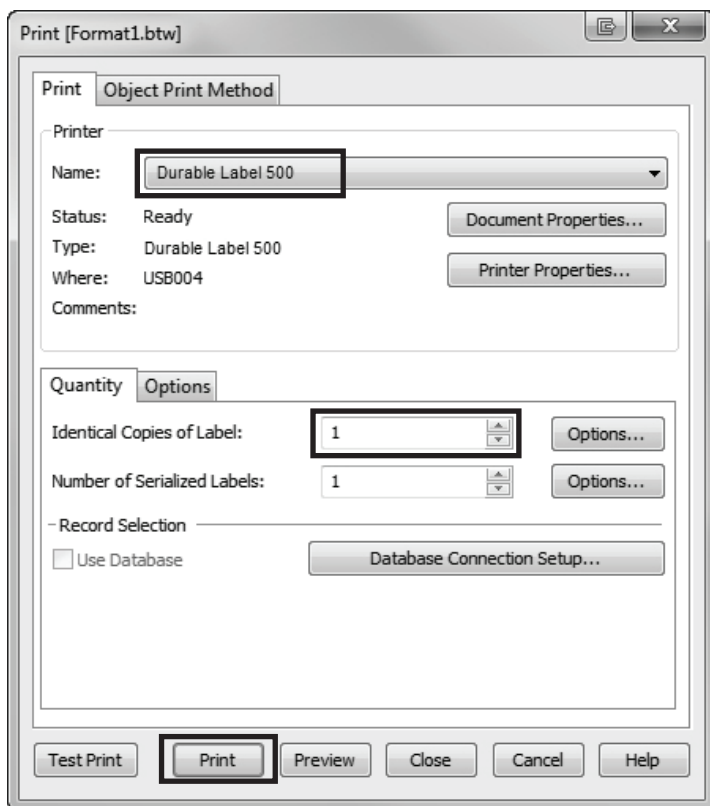 Print [Format1.btw]
Print Object Print Method
Printer
Name: Durable Label 500
Status: Ready
Document Properties...
Type: Durable Label 500
Printer Properties...
Where: USB004
Comments:
Quantity Options
Identical Copies of Label: 1 Options...
Number of Serialized Labels: 1 Options...
Record Selection
Use Database Database Connection Setup...
Test Print Print Preview Close Cancel Help